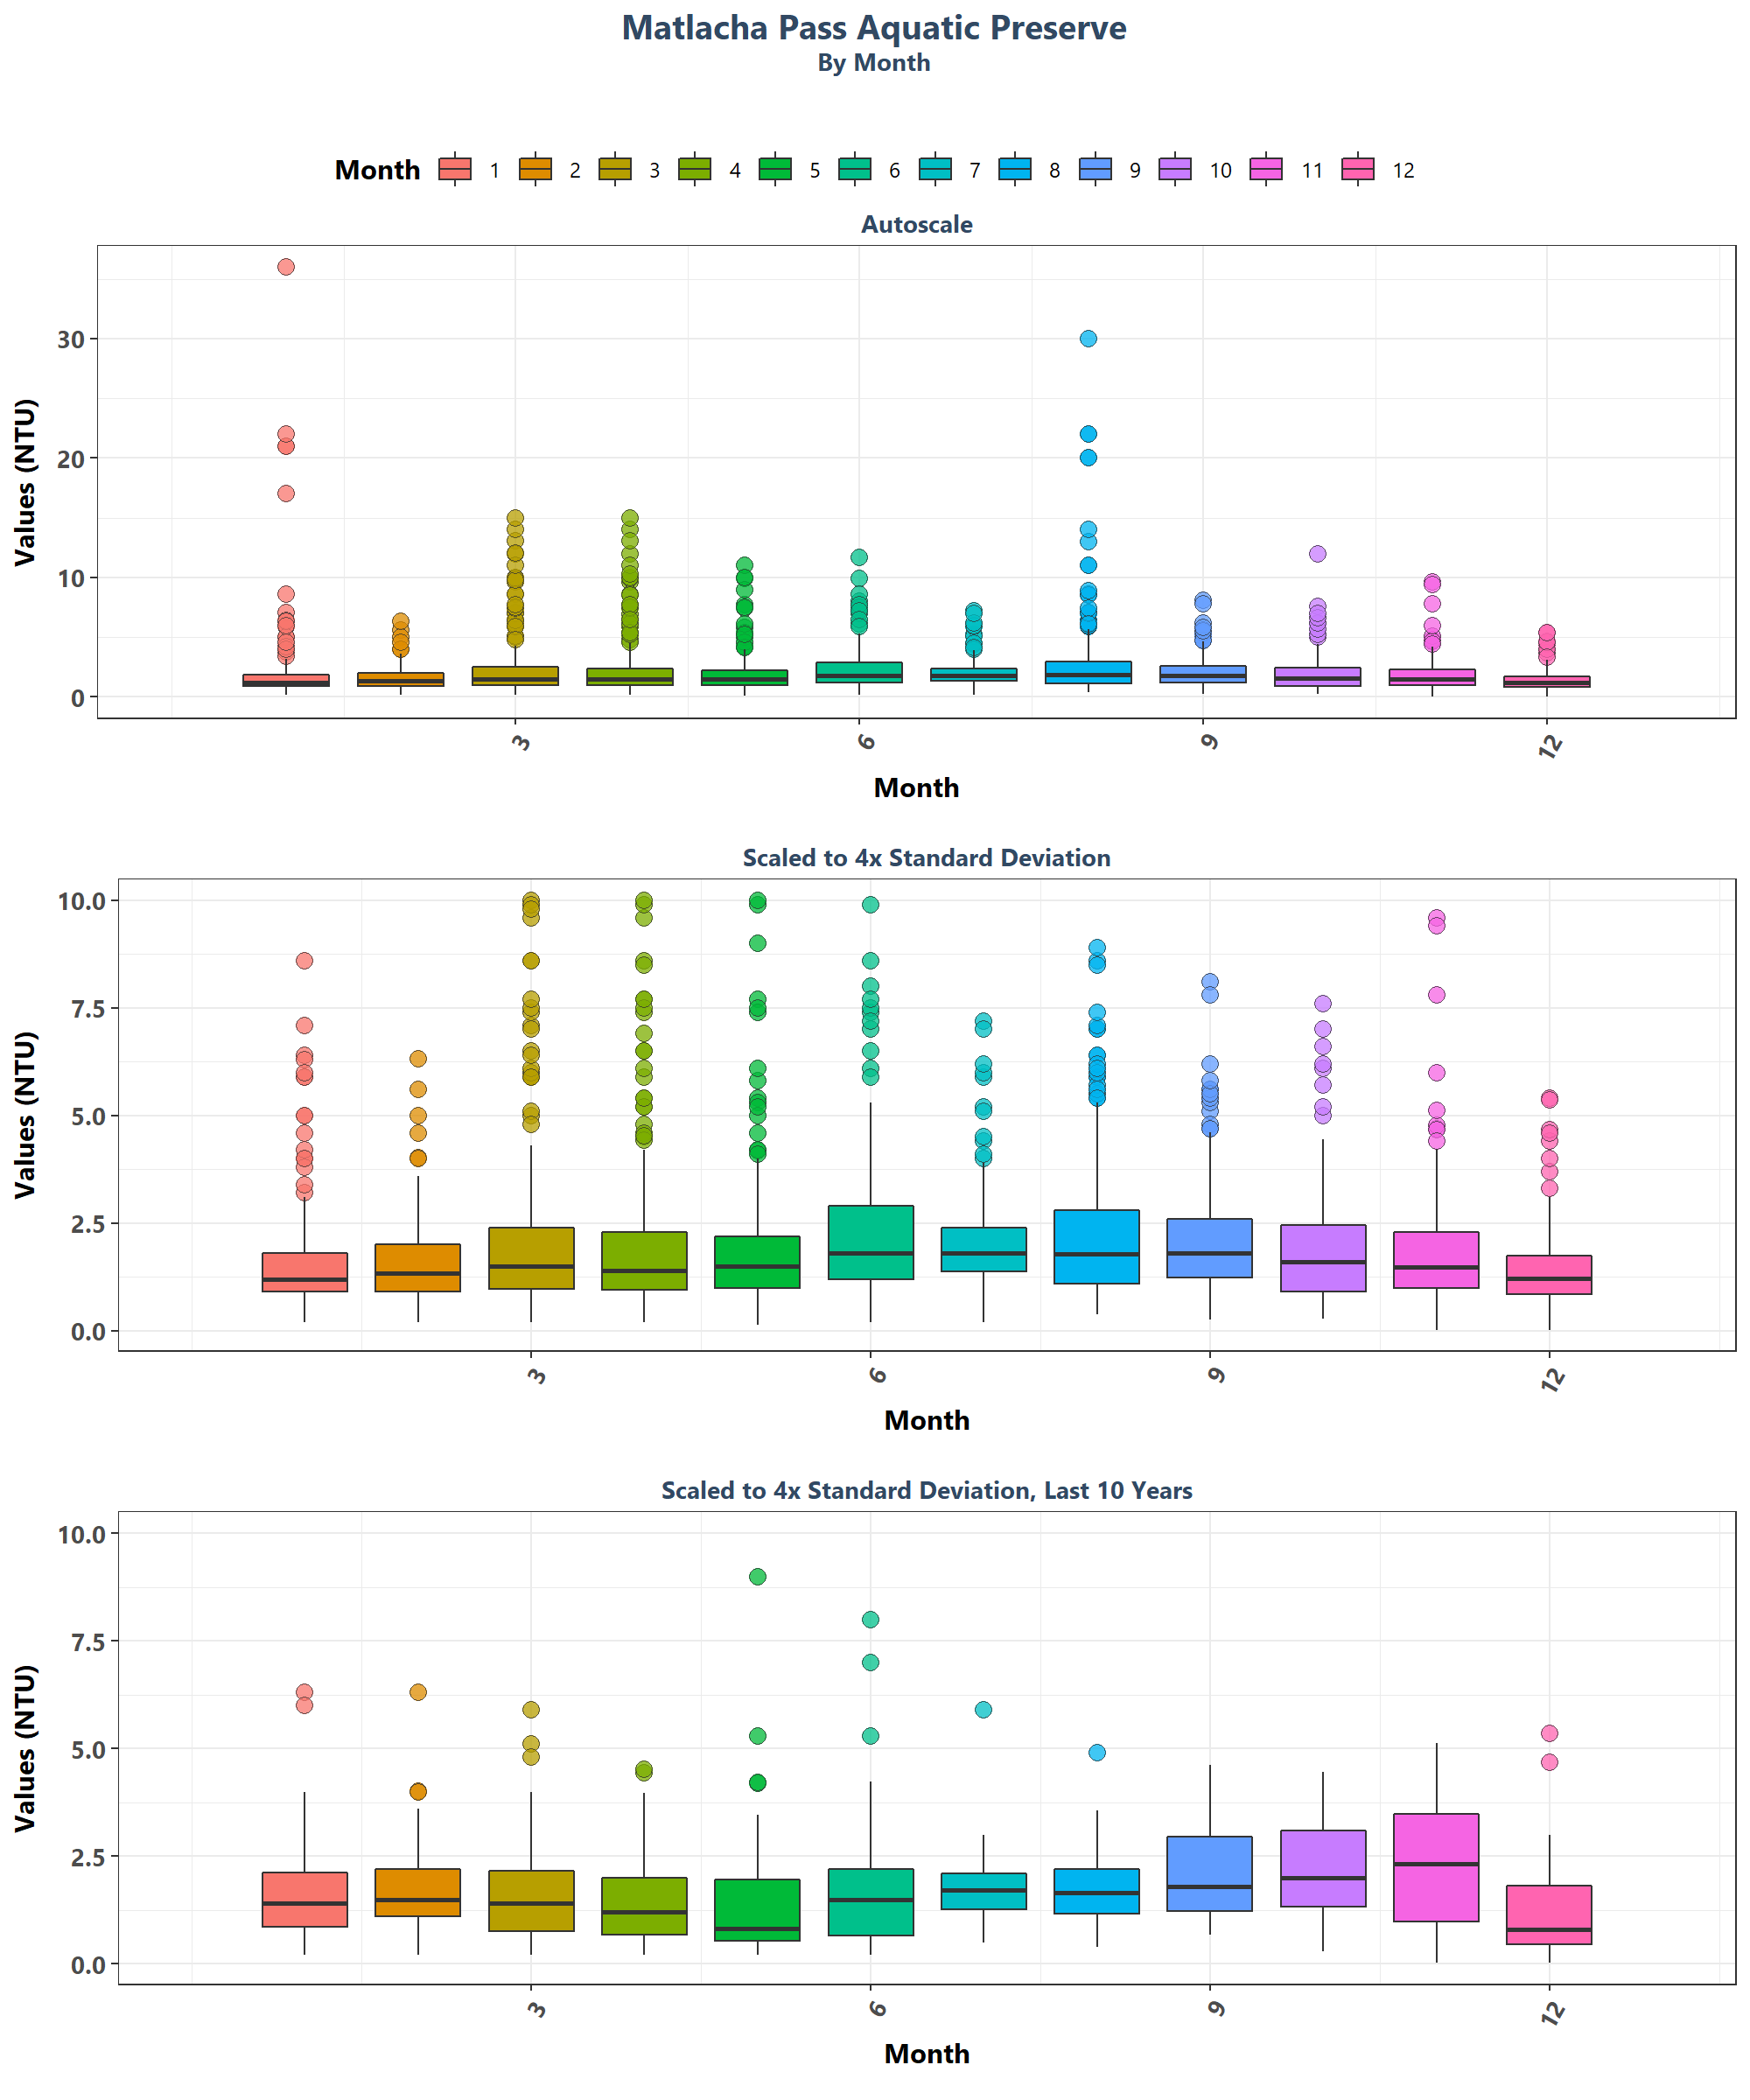 Matlacha Pass Aquatic Preserve
By Month
Month 1 2 3 4 5 6 7 8 9 10 11 12
Autoscale
Values (NTU)
30
20
10
0
3 6 9 12
Month
Scaled to 4x Standard Deviation
Values (NTU)
10.0
7.5
5.0
2.5
0.0
3 6 9 12
Month
Scaled to 4x Standard Deviation, Last 10 Years
Values (NTU)
10.0
7.5
5.0
2.5
0.0
3 6 9 12
Month